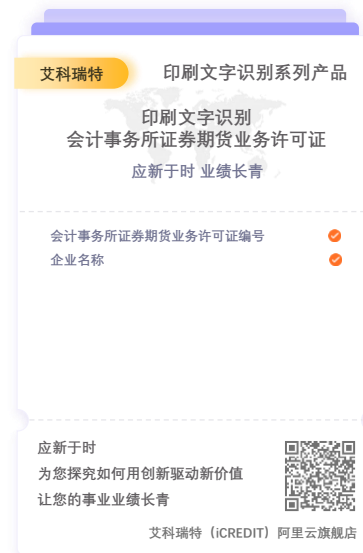 艾科瑞特
印刷文字识别系列产品
印刷文字识别
会计事务所证券期货业务许可证
应新于时 业绩长青
会计事务所证券期货业务许可证编号
企业名称
应新于时
为您探究如何用创新驱动新价值
让您的事业业绩长青
艾科瑞特（iCREDIT）阿里云旗舰店